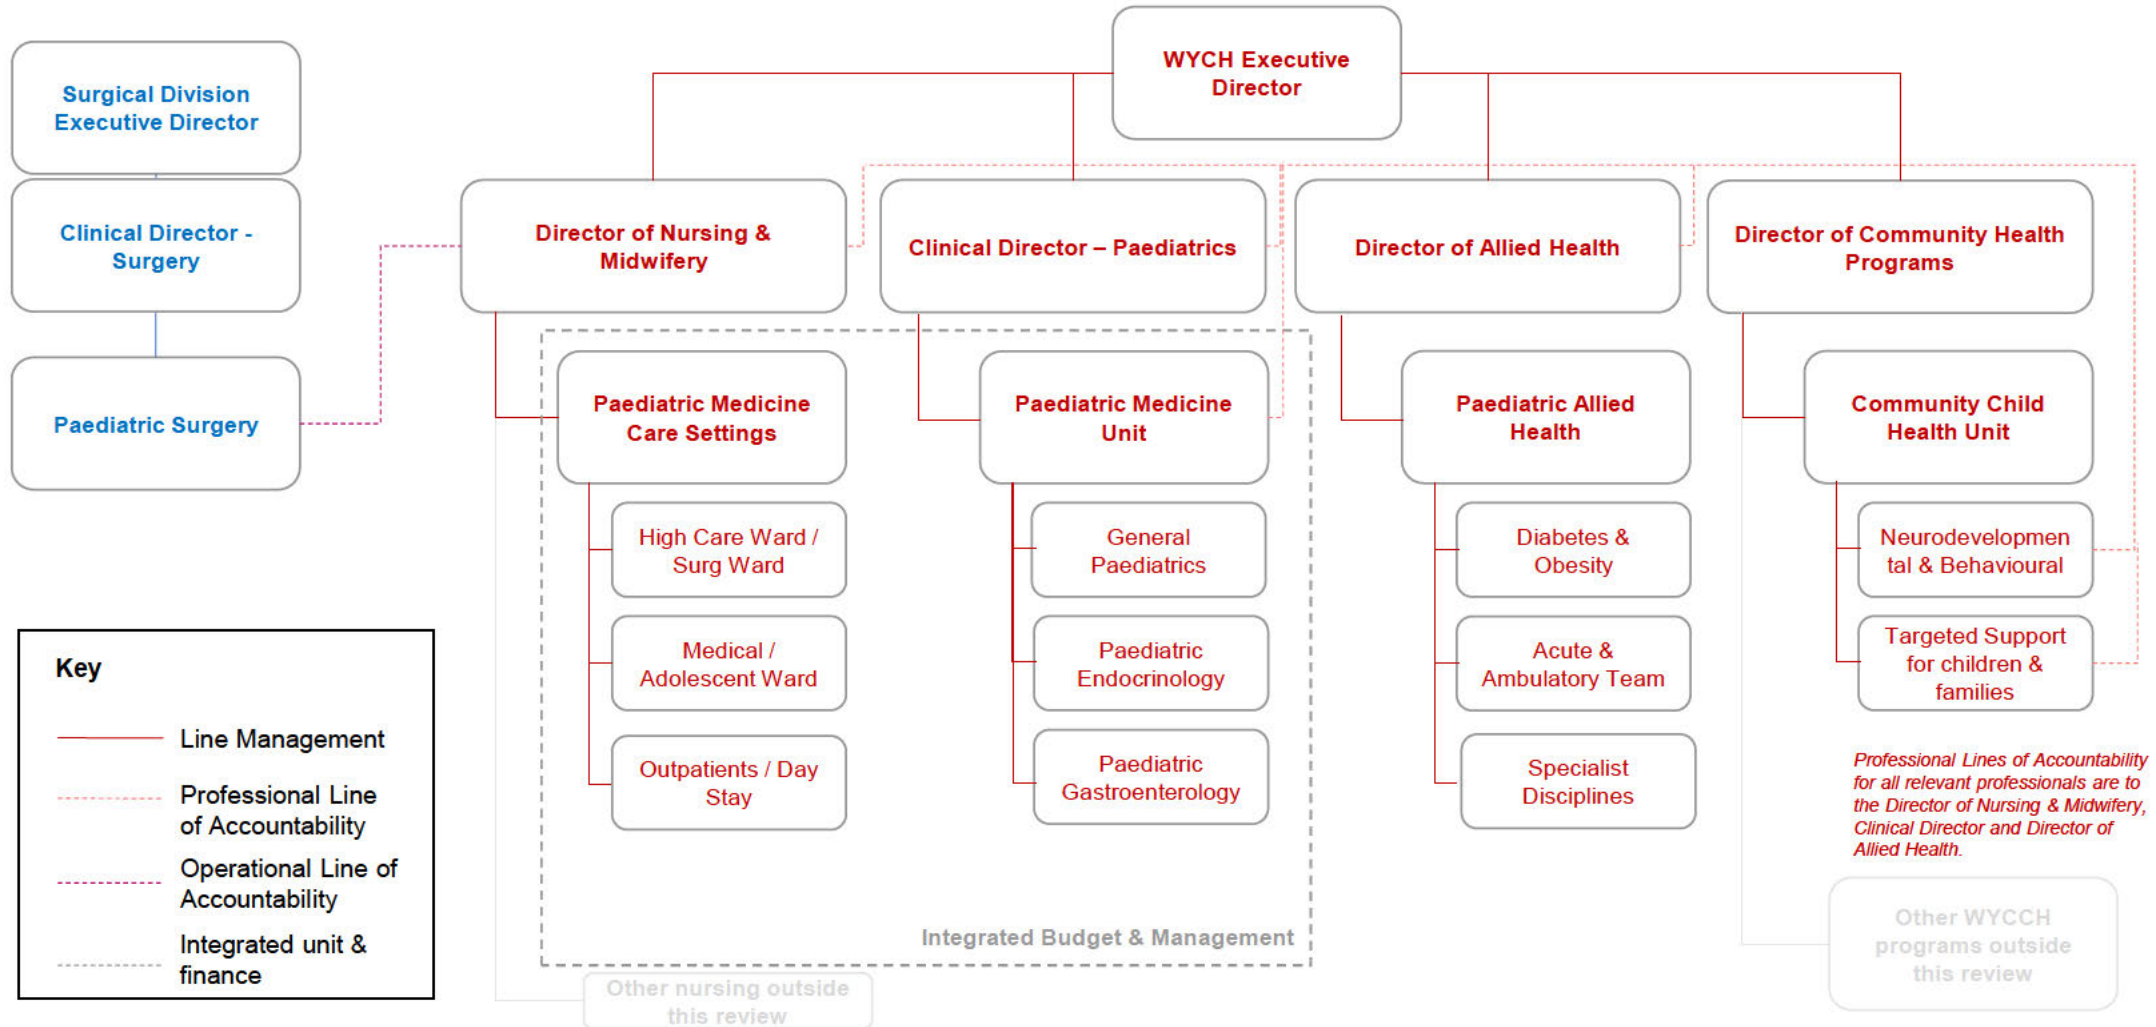 WYCH Executive
Director
Surgical Division
Executive Director
Clinical Director -
Surgery
Paediatric Surgery
Director of Nursing &
Midwifery
Clinical Director – Paediatrics
Director of Allied Health
Director of Community Health
Programs
Paediatric Medicine
Care Settings
Paediatric Medicine
Unit
Paediatric Allied
Health
Community Child
Health Unit
High Care Ward /
Surg Ward
Medical /
Adolescent Ward
Outpatients / Day
Stay
General
Paediatrics
Paediatric
Endocrinology
Paediatric
Gastroenterology
Diabetes &
Obesity
Acute &
Ambulatory Team
Specialist
Disciplines
Neurodevelopmen
tal & Behavioural
Targeted Support
for children &
families
Professional Lines of Accountability
for all relevant professionals are to
the Director of Nursing & Midwifery,
Clinical Director and Director of
Allied Health.
Integrated Budget & Management
Other nursing outside
this review
Other WYCCH
programs outside
this review
Key
Line Management
Professional Line
of Accountability
Operational Line of
Accountability
Integrated unit &
finance